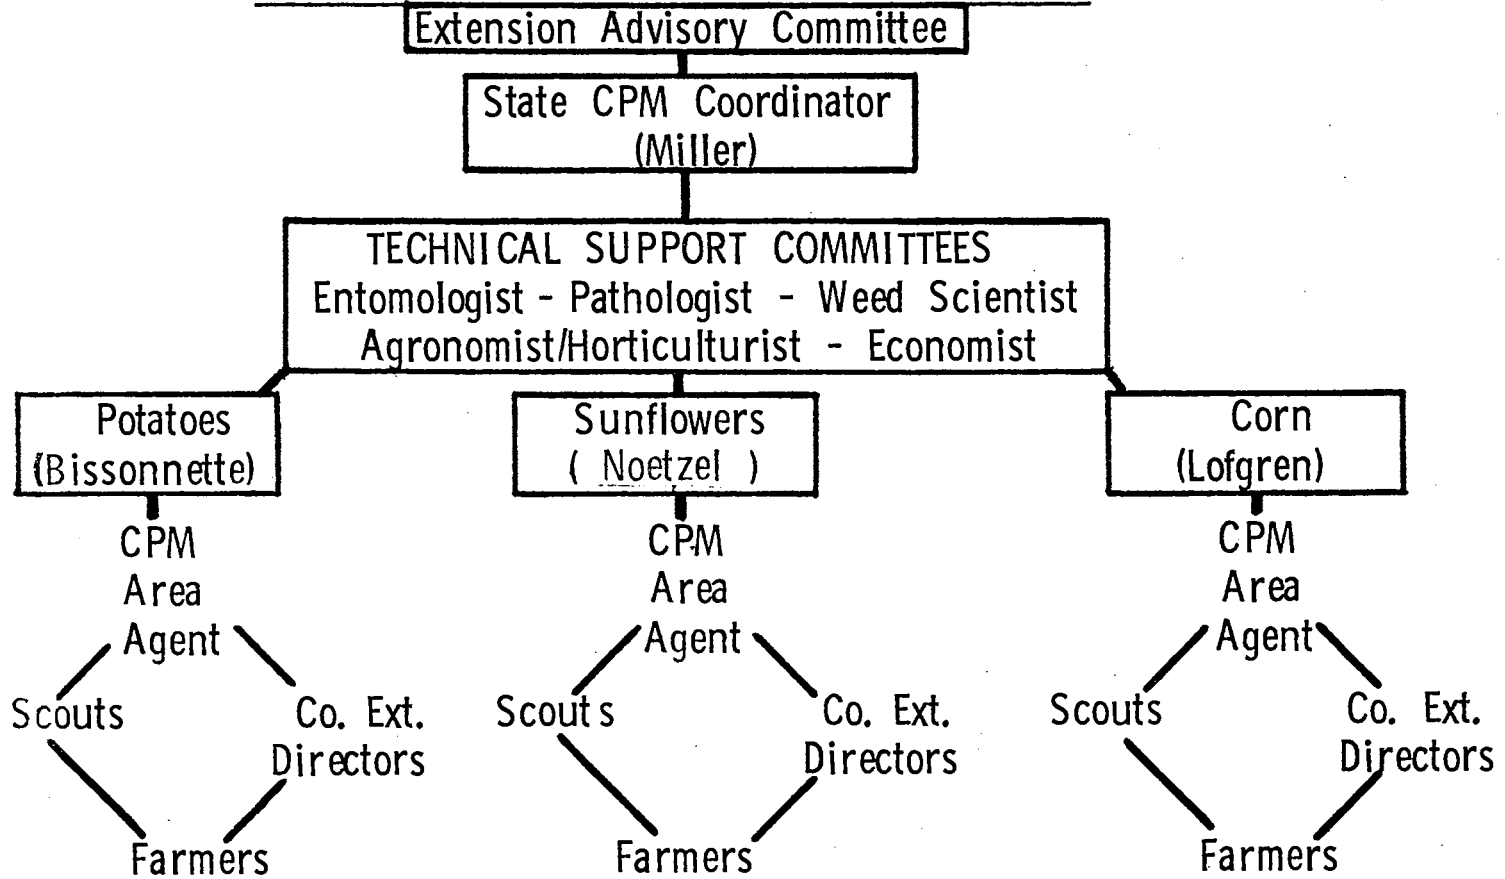 Extension Advisory Committee
State CPM Coordinator
(Miller)
TECHNICAL SUPPORT COMMITTEES
Entomologist - Pathologist - Weed Scientist
Agronomist/Horticulturist - Economist
Potatoes
(Bissonnette)
Sunflowers
( Noetzel )
Corn
(Lofgren)
CPM
Area
Agent
Scouts
Co. Ext.
Directors
Farmers
CPM
Area
Agent
Scouts
Co. Ext.
Directors
Farmers
CPM
Area
Agent
Scouts
Co. Ext.
Directors
Farmers